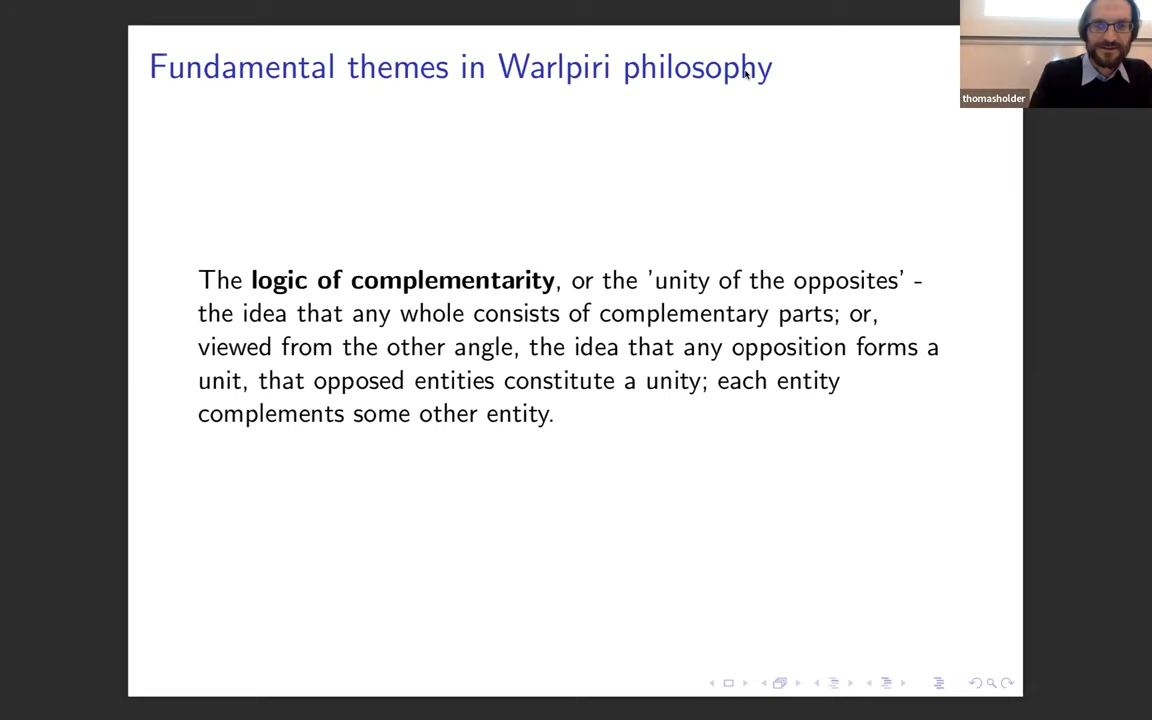 Fundamental themes in Warlpiri philosophy
thomasholder
The logic of complementarity, or the 'unity of the opposites' -
the idea that any whole consists of complementary parts; or,
viewed from the other angle, the idea that any opposition forms a
unit, that opposed entities constitute a unity; each entity
complements some other entity.